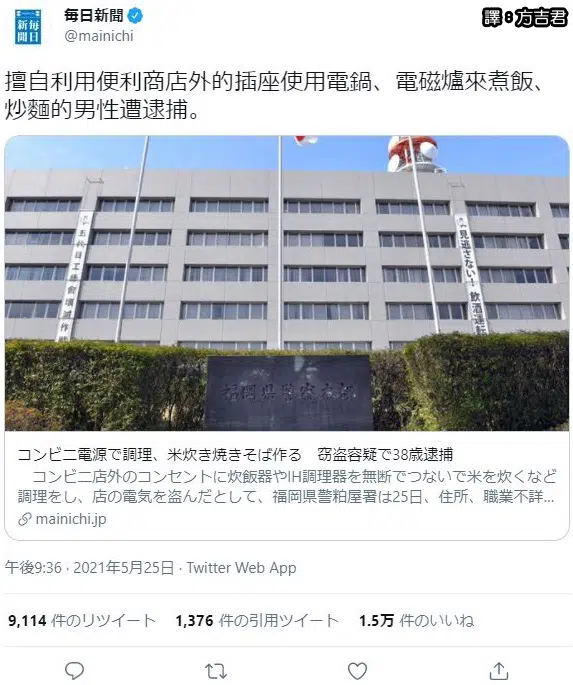 譯 方吉君
毎日新聞
@mainichi
擅自利用便利商店外的插座使用電鍋、電磁爐來煮飯、
炒麵的男性遭逮捕。
見逃さない!飲酒運転
福岡県警察本部
コンビニ電源で調理、米炊き焼きそば作る 窃盗容疑で38歳逮捕
コンビニ店外のコンセントに炊飯器やIH調理器を無断でつないで米を炊くなど
調理をし、店の電気を盗んだとして、福岡県警粕屋署は25日、住所、職業不詳...
mainichi.jp
午後9:36 · 2021年5月25日 · Twitter Web App
9,114 件のリツイート 1,376 件の引用ツイート 1.5万 件のいいね